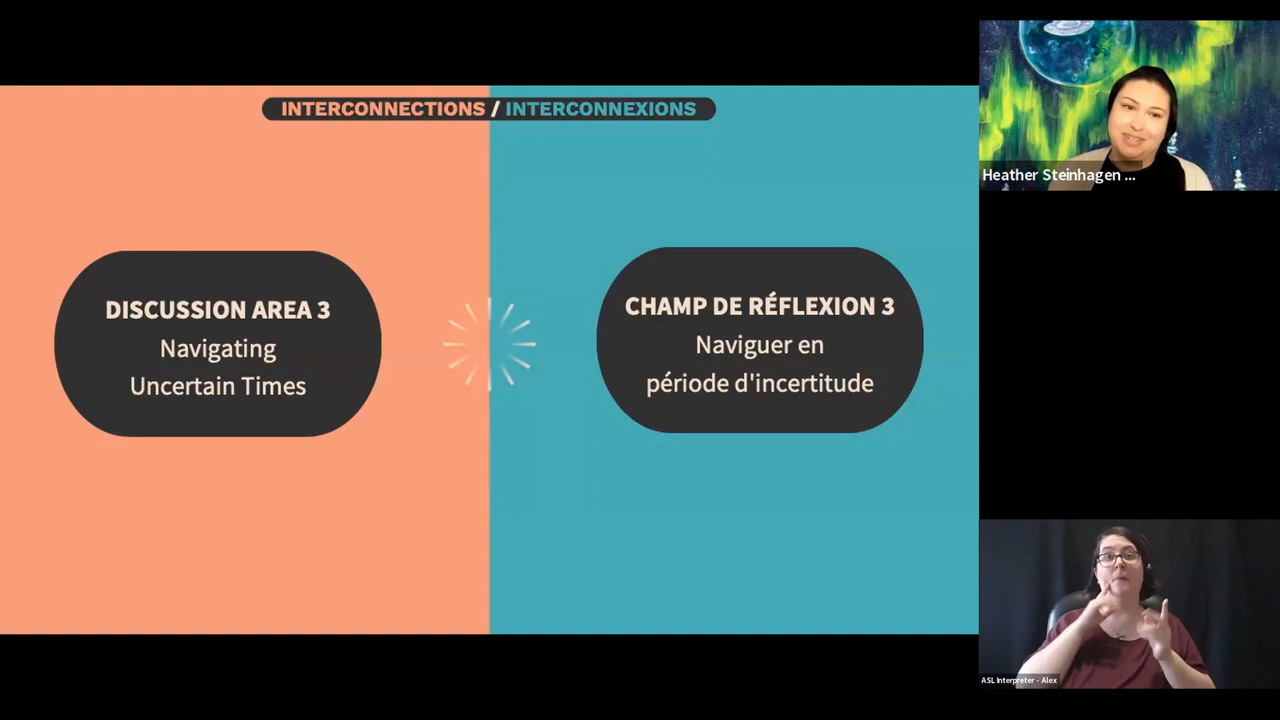 INTERCONNECTIONS / INTERCONNEXIONS
DISCUSSION AREA 3
Navigating
Uncertain Times
CHAMP DE RÉFLEXION 3
Naviguer en
période d'incertitude
Heather Steinhagen ...
ASL Interpreter - Alex